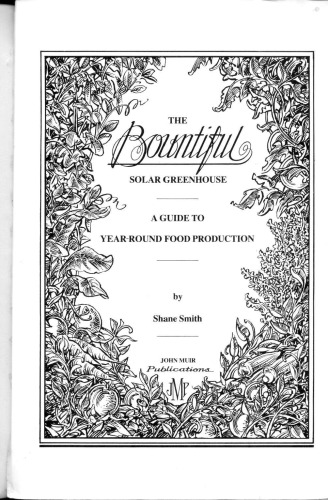 THE
Bountiful
SOLAR GREENHOUSE
A GUIDE TO
YEAR-ROUND FOOD PRODUCTION
by
Shane Smith
JOHN MUIR
Publications
JMP